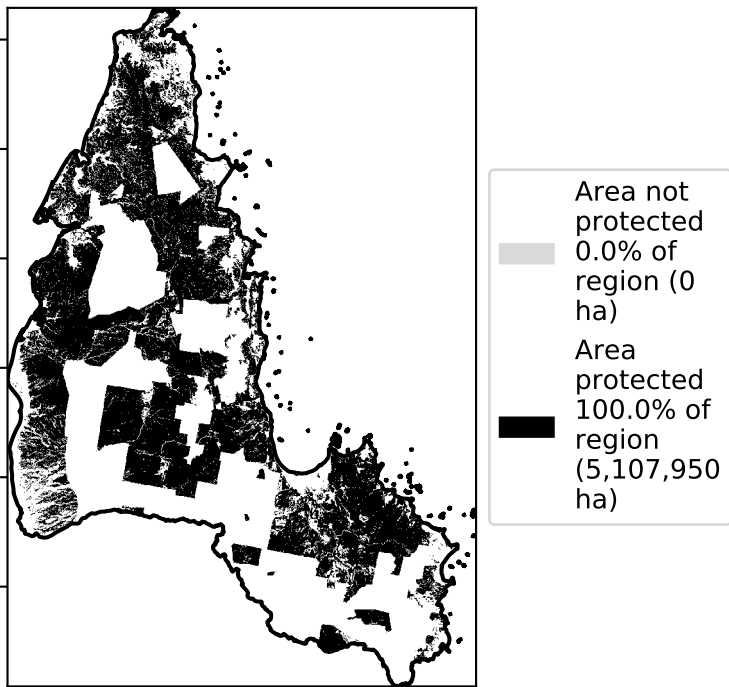 Area not
protected
0.0% of
region (0
ha)
Area
protected
100.0% of
region
(5,107,950
ha)